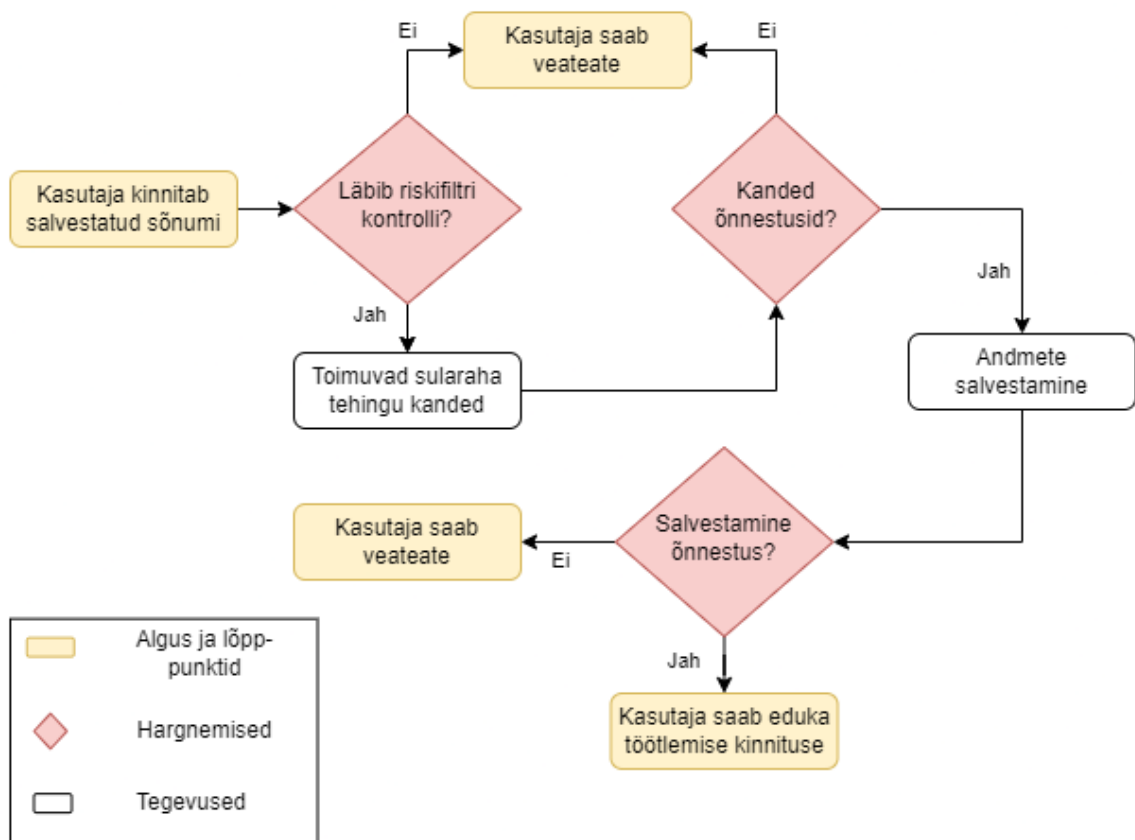 Ei
Kasutaja saab
veateate
Ei
Kasutaja kinnitab
salvestatud sõnumi
Läbib riskifiltri
kontrolli?
Kanded
õnnestusid?
Jah
Jah
Toimuvad sularaha
tehingu kanded
Andmete
salvestamine
Kasutaja saab
veateate
Ei
Salvestamine
õnnestus?
Jah
Kasutaja saab eduka
töötlemise kinnituse
Algus ja lõpp-
punktid
Hargnemised
Tegevused